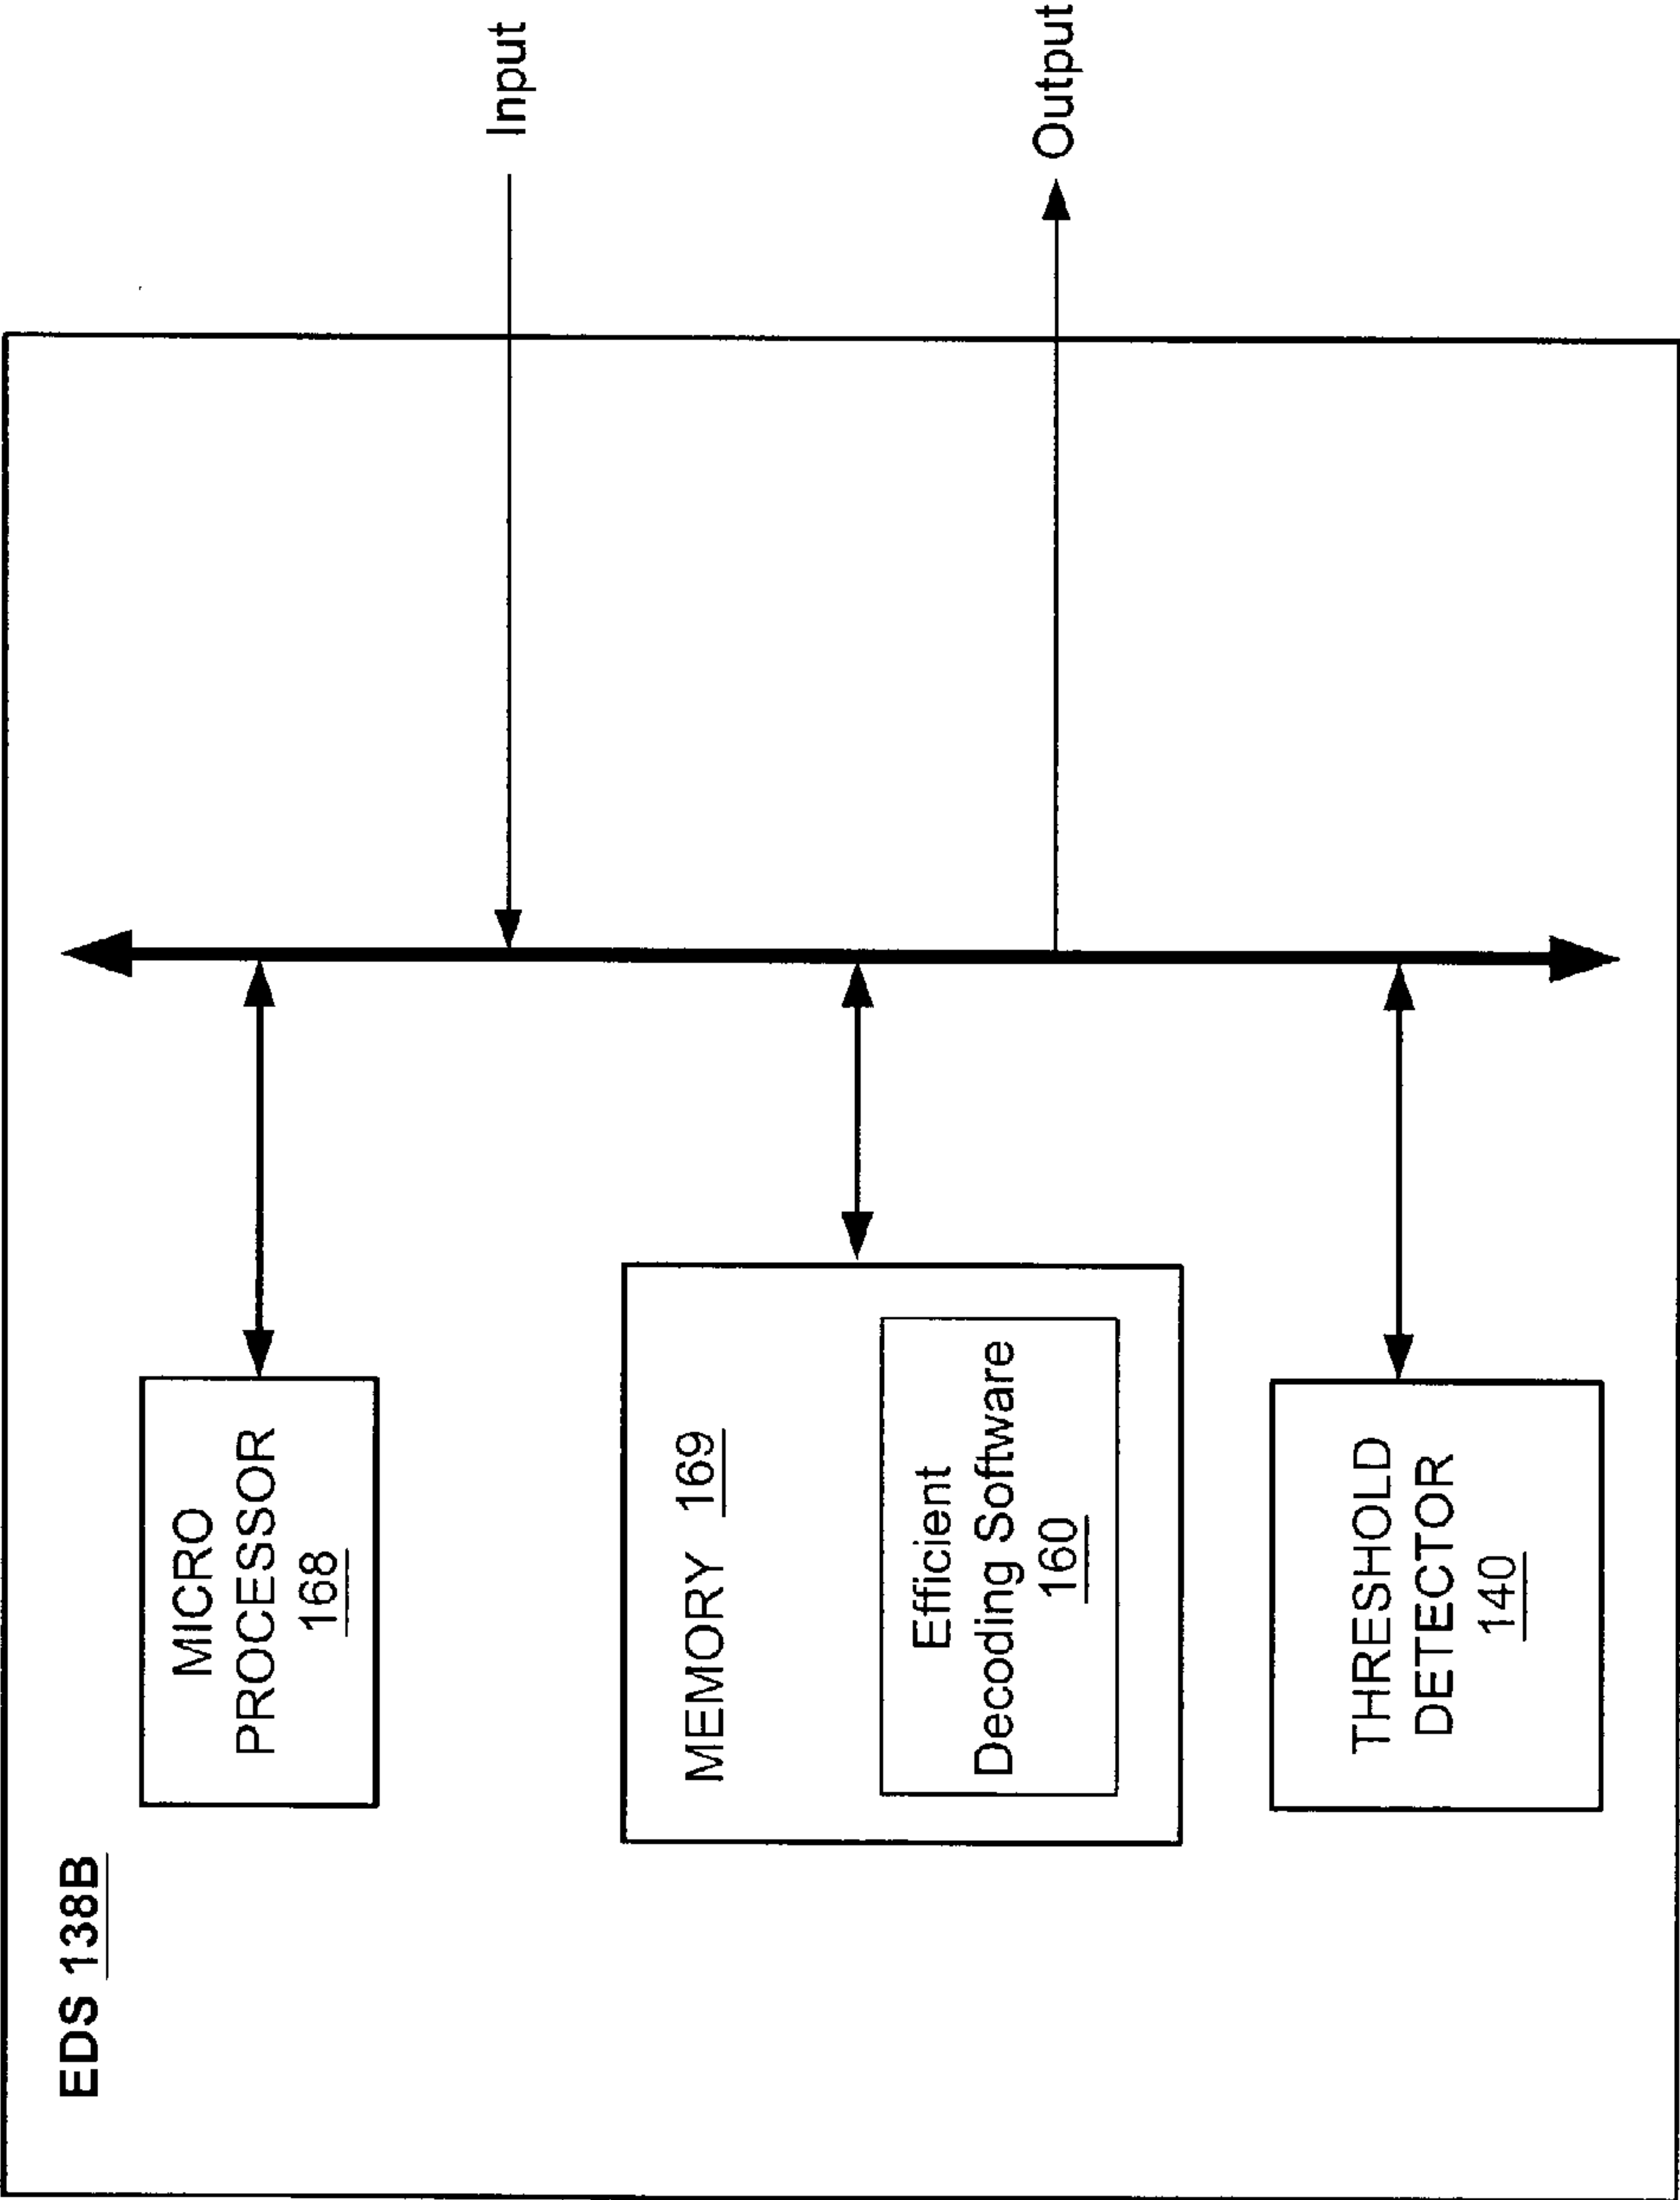 EDS 138B
MICRO
PROCESSOR
168
MEMORY 169
Efficient
Decoding Software
160
THRESHOLD
DETECTOR
140
Input
Output